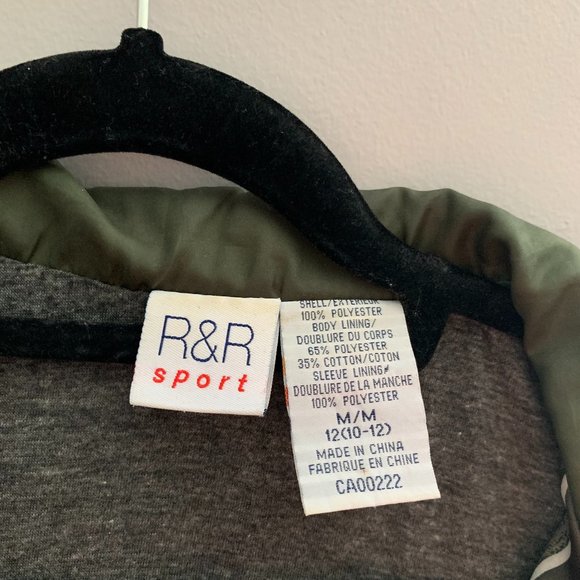 R&R
sport
SHELL/EXTERIEUR
100% POLYESTER
BODY LINING/
DOUBLURE DU CORPS
65% POLYESTER
35% COTTON/COTON
SLEEVE LINING/
DOUBLURE DE LA MANCHE
100% POLYESTER
M/M
12(10-12)
MADE IN CHINA
FABRIQUE EN CHINE
CA00222